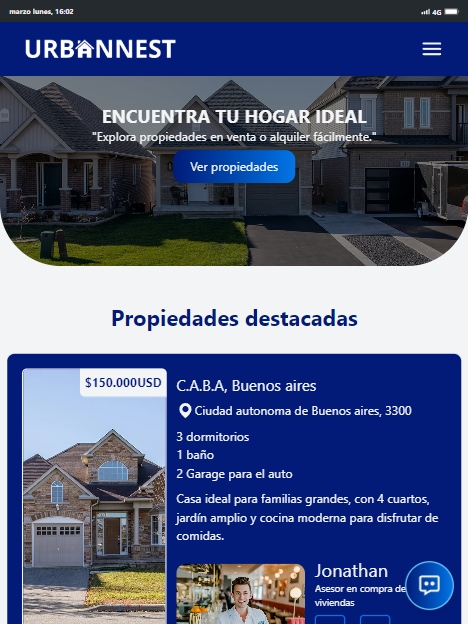 marzo lunes, 16:02
4G
URBANNEST
ENCUENTRA TU HOGAR IDEAL
"Explora propiedades en venta o alquiler fácilmente."
Ver propiedades
Propiedades destacadas
$150.000USD
C.A.B.A, Buenos aires
Ciudad autonoma de Buenos aires, 3300
3 dormitorios
1 baño
2 Garage para el auto
Casa ideal para familias grandes, con 4 cuartos,
jardín amplio y cocina moderna para disfrutar de
comidas.
Jonathan
Asesor en compra de
viviendas